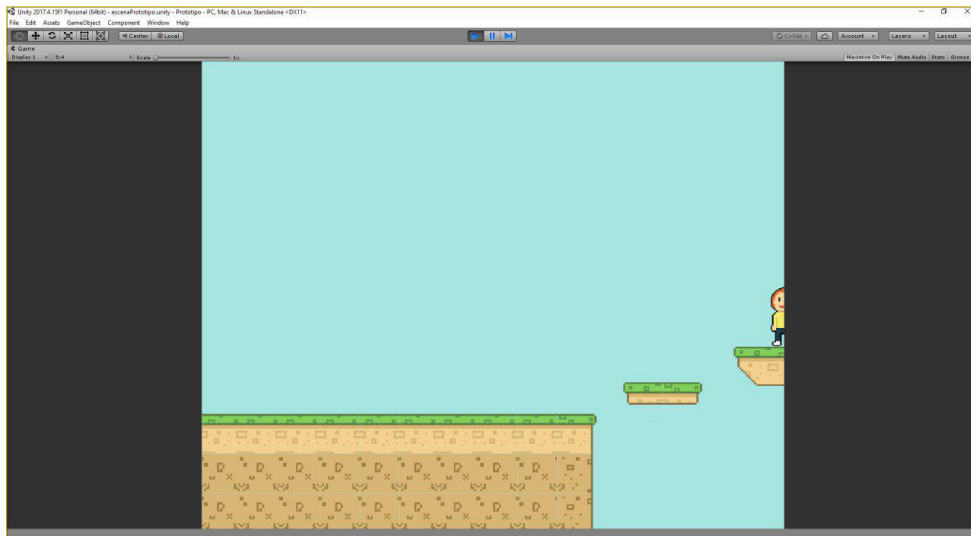 Unity 2017.4.15f1 Personal (64bit) - escenaPrototipo.unity - Prototipo - PC, Mac & Linux Standalone <DX11>
File Edit Assets GameObject Component Window Help
Center Local Collab Account Layers Layout
Game
Display 1 5:4 Scale 1x Maximize On Play Mute Audio Stats Gizmos